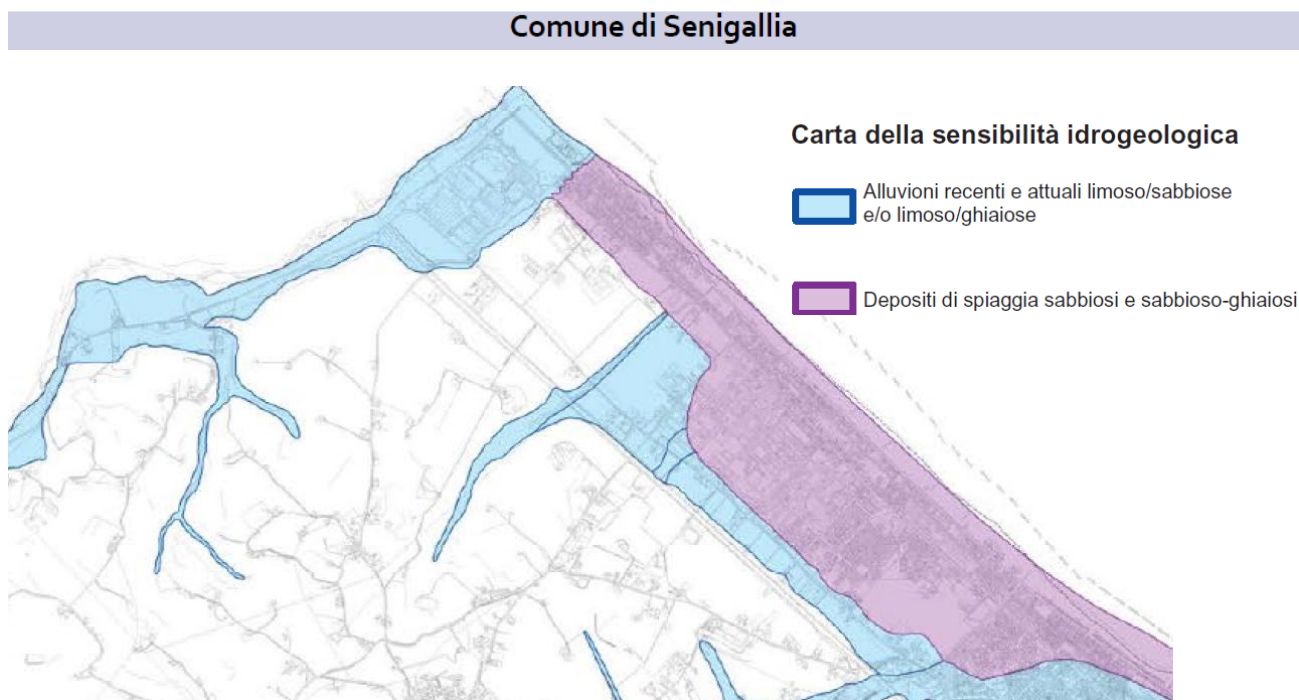 Comune di Senigallia
Carta della sensibilità idrogeologica
Alluvioni recenti e attuali limoso/sabbiose
e/o limoso/ghiaiose
Depositi di spiaggia sabbiosi e sabbioso-ghiaiosi